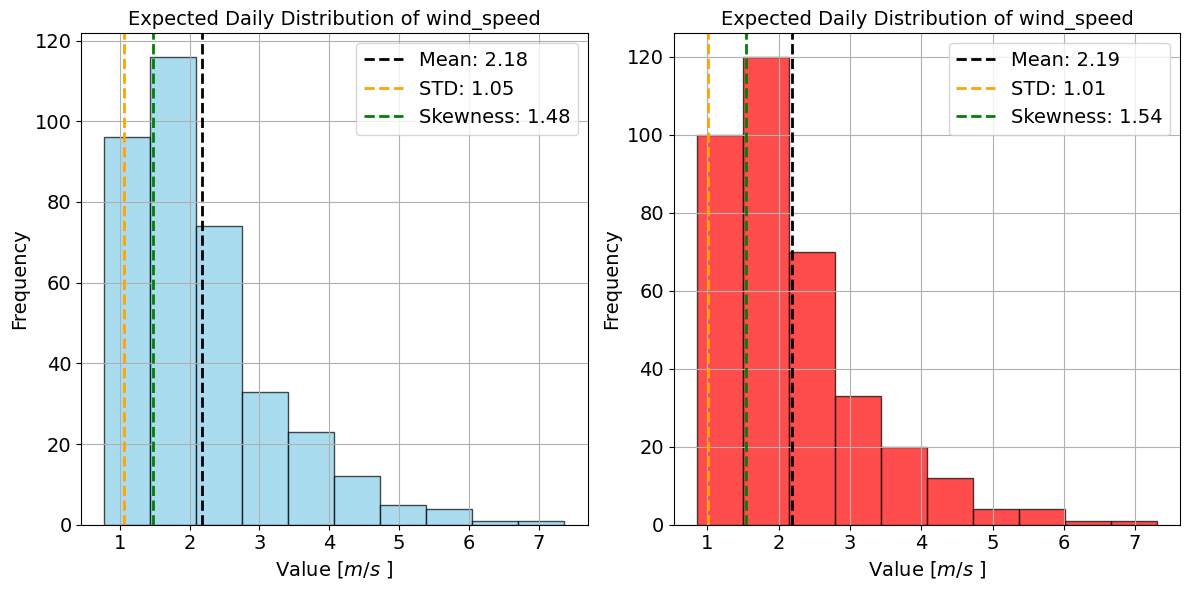 Expected Daily Distribution of wind_speed
Mean: 2.18
STD: 1.05
Skewness: 1.48
Frequency
0
20
40
60
80
100
120
1 2 3 4 5 6 7
Value [m/s ]
Expected Daily Distribution of wind_speed
Mean: 2.19
STD: 1.01
Skewness: 1.54
Frequency
0
20
40
60
80
100
120
1 2 3 4 5 6 7
Value [m/s ]